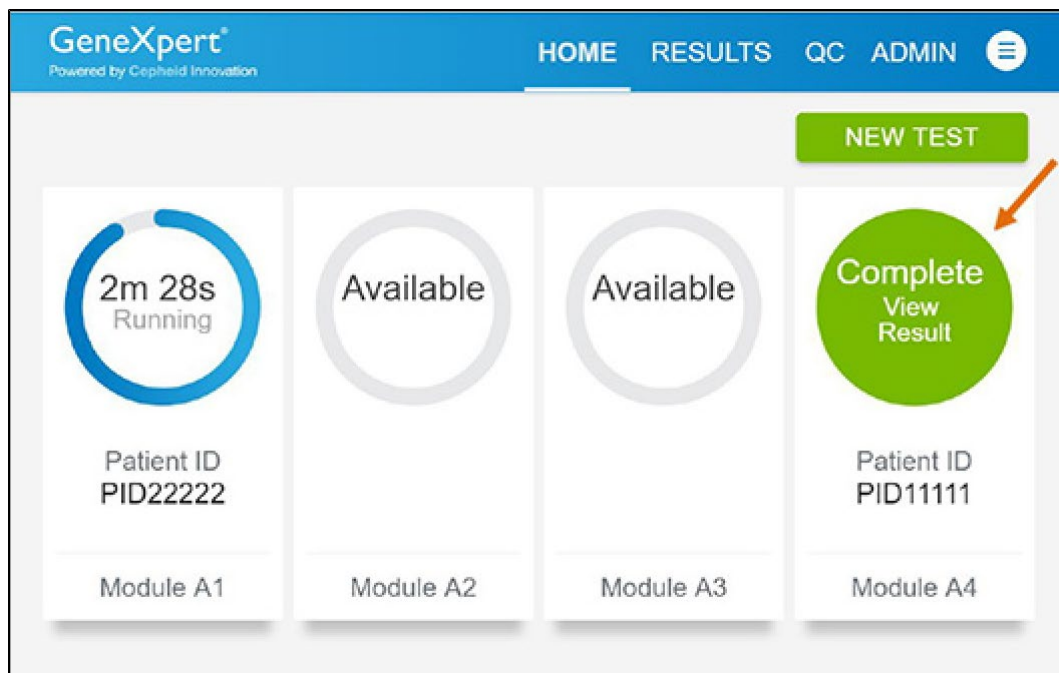 GeneXpert®
Powered by Cepheid Innovation
HOME RESULTS QC ADMIN
NEW TEST
2m 28s
Running
Patient ID
PID22222
Module A1
Available
Module A2
Available
Module A3
Complete
View
Result
Patient ID
PID11111
Module A4